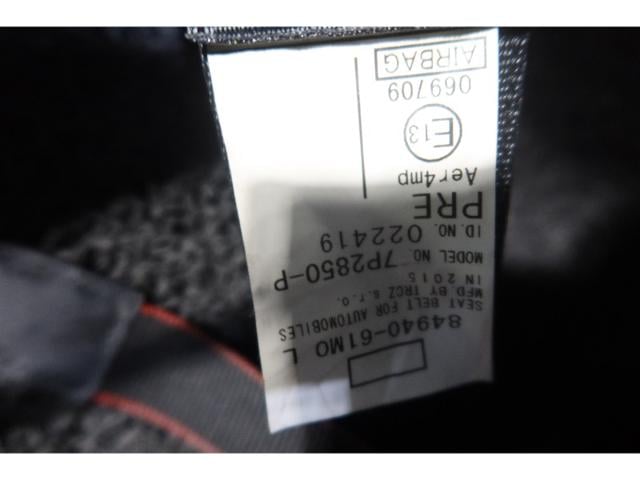 84940-61M0 L
SEAT BELT FOR AUTOMOBILES
MFD. BY TRCZ s.r.o.
IN 2015
MODEL NO. 7P2850-P
ID. NO. 022419
PRE
Aer4mp
E13
069709
AIRBAG